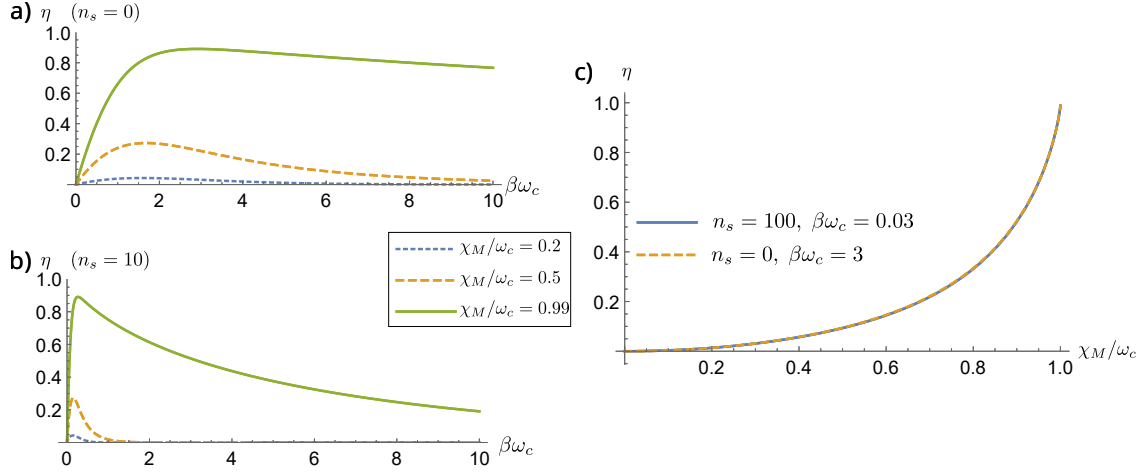 a) η (n_s = 0)
1.0
0.8
0.6
0.4
0.2
0 2 4 6 8 10 βω_c
χ_M/ω_c = 0.2
χ_M/ω_c = 0.5
χ_M/ω_c = 0.99
b) η (n_s = 10)
1.0
0.8
0.6
0.4
0.2
0 2 4 6 8 10 βω_c
c) η
1.0
0.8
0.6
0.4
0.2
n_s = 100, βω_c = 0.03
n_s = 0, βω_c = 3
0.2 0.4 0.6 0.8 1.0 χ_M/ω_c